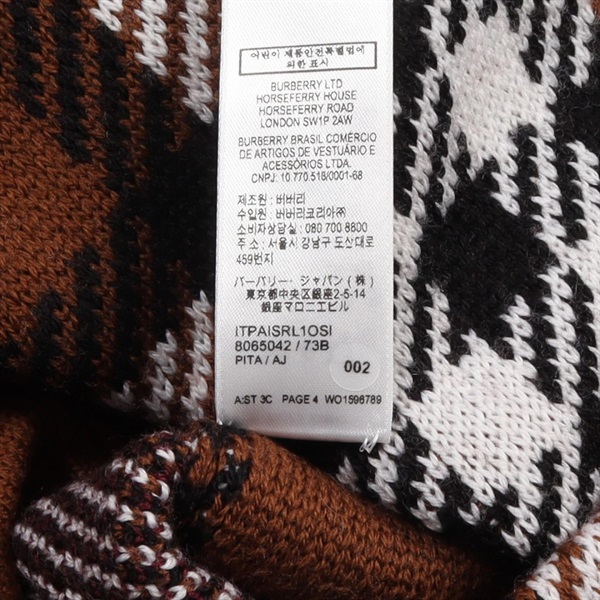 어린이 제품안전특별법에
의한 표시
BURBERRY LTD
HORSEFERRY HOUSE
HORSEFERRY ROAD
LONDON SW1P 2AW
BURBERRY BRASIL COMÉRCIO
DE ARTIGOS DE VESTUÁRIO E
ACESSÓRIOS LTDA.
CNPJ: 10.770.516/0001-68
제조원 : 버버리
수입원 : 버버리코리아㈜
소비자상담실 : 080 700 8800
주 소 : 서울시 강남구 도산대로
459번지
バーバリー・ジャパン(株)
東京都中央区銀座2-5-14
銀座マロニエビル
ITPAISRL1OSI
8065042 / 73B
PITA / AJ
002
A:ST 3C PAGE 4 WO1596789